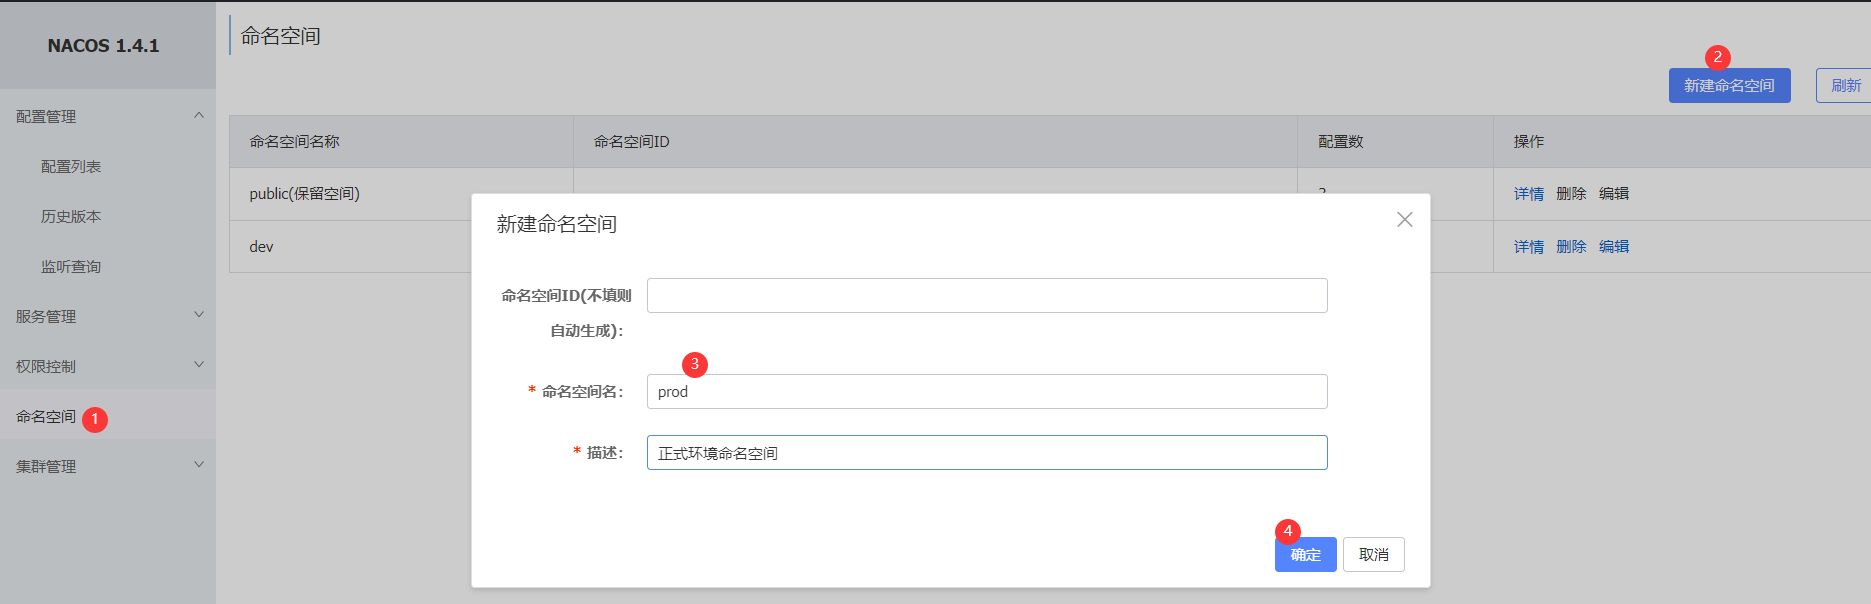 NACOS 1.4.1
配置管理
配置列表
历史版本
监听查询
服务管理
权限控制
命名空间 1
集群管理
命名空间
2
新建命名空间 刷新
命名空间名称 命名空间ID 配置数 操作
public(保留空间) 详情 删除 编辑
dev 详情 删除 编辑
新建命名空间
命名空间ID(不填则
自动生成):
3
* 命名空间名: prod
* 描述: 正式环境命名空间
4
确定 取消